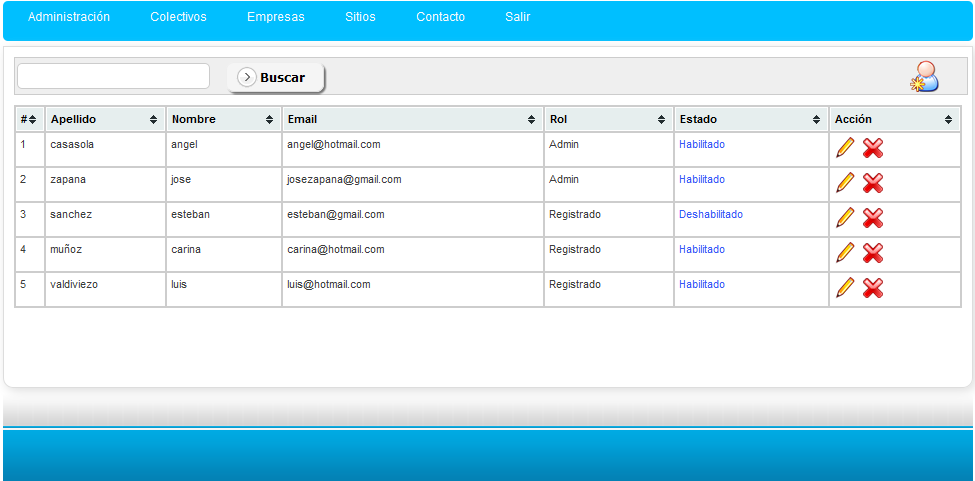 Administración Colectivos Empresas Sitios Contacto Salir
Buscar
# Apellido Nombre Email Rol Estado Acción
1 casasola angel angel@hotmail.com Admin Habilitado
2 zapana jose josezapana@gmail.com Admin Habilitado
3 sanchez esteban esteban@gmail.com Registrado Deshabilitado
4 muñoz carina carina@hotmail.com Registrado Habilitado
5 valdiviezo luis luis@hotmail.com Registrado Habilitado